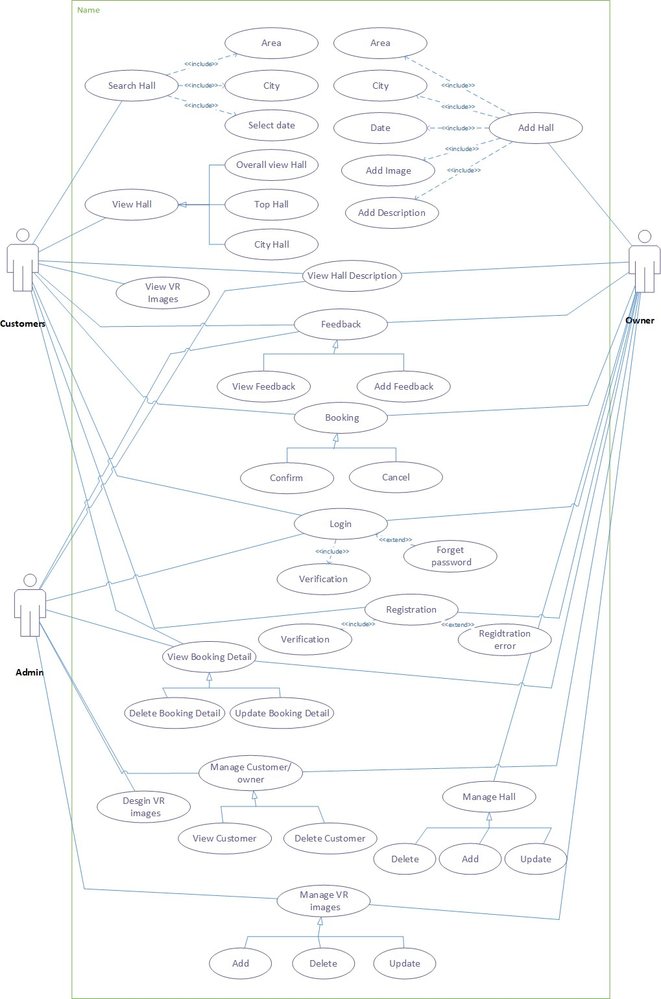 Name
Area
Area
<<include>>
Search Hall
<<include>>
City
City
<<include>>
<<include>>
<<include>>
Select date
Date
<<include>>
Add Hall
<<include>>
Overall view Hall
Add Image
<<include>>
View Hall
Top Hall
Add Description
City Hall
View Hall Description
View VR
Images
Customers
Feedback
Owner
View Feedback
Add Feedback
Booking
Confirm
Cancel
Login
<<extend>>
<<include>>
Forget
password
Verification
Registration
<<include>>
<<extend>>
Verification
Regidtration
error
View Booking Detail
Admin
Delete Booking Detail
Update Booking Detail
Manage Customer/
owner
Desgin VR
images
Manage Hall
View Customer
Delete Customer
Delete
Add
Update
Manage VR
images
Add
Delete
Update